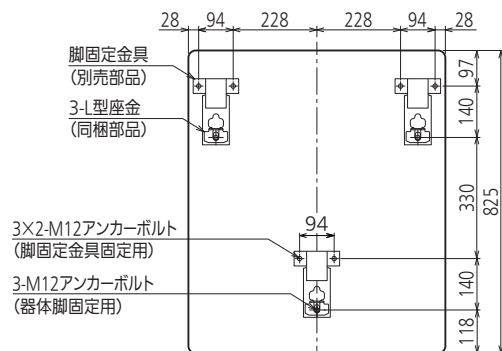 28 94 228 228 94 28
脚固定金具
(別売部品)
3-L型座金
(同梱部品)
97
140
330
825
3×2-M12アンカーボルト
(脚固定金具固定用)
94
3-M12アンカーボルト
(器体脚固定用)
140
118